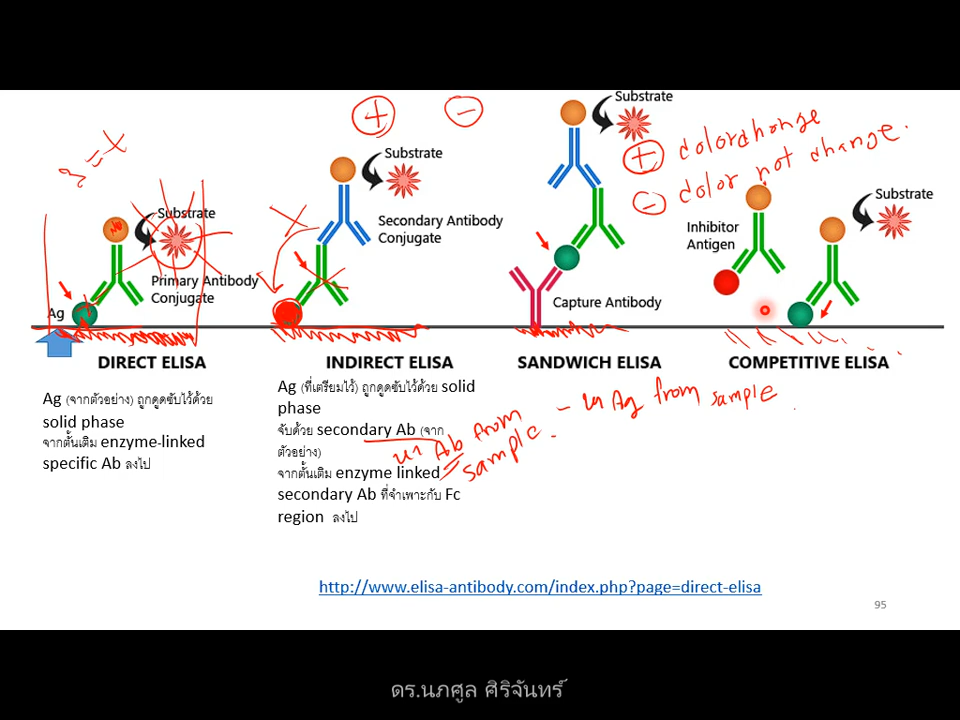 Substrate
+ colorchange
- color not change.
Substrate
Substrate
Substrate
Secondary Antibody
Conjugate
Inhibitor
Antigen
Primary Antibody
Conjugate
Capture Antibody
Ag
DIRECT ELISA
INDIRECT ELISA
SANDWICH ELISA
COMPETITIVE ELISA
Ag (จากตัวอย่าง) ถูกดูดซับไว้ด้วย
solid phase
จากตั้นเติม enzyme-linked
specific Ab ลงไป
Ag (ที่เตรียมไว้) ถูกดูดซับไว้ด้วย solid
phase
จับด้วย secondary Ab (จาก
ตัวอย่าง)
จากตั้นเติม enzyme linked
secondary Ab ที่จำเพาะกับ Fc
region ลงไป
หา Ab from
sample.
- หา Ag from sample
http://www.elisa-antibody.com/index.php?page=direct-elisa
95
ดร.นภศูล ศิริจันทร์